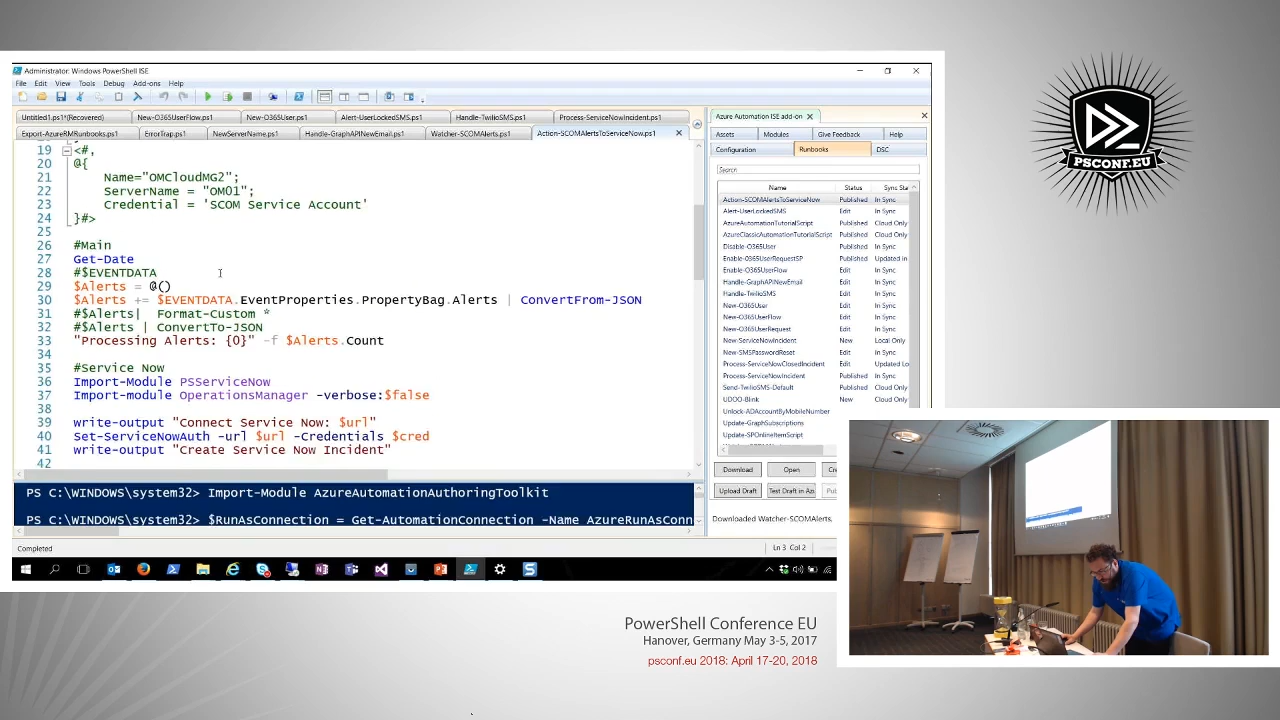 Administrator: Windows PowerShell ISE
File Edit View Tools Debug Add-ons Help
Untitled1.ps1*(Recovered) New-O365UserFlow.ps1 New-O365User.ps1 Alert-UserLockedSMS.ps1 Handle-TwilioSMS.ps1 Process-ServiceNowIncident.ps1
Export-AzureRMRunbooks.ps1 ErrorTrap.ps1 NewServerName.ps1 Handle-GraphAPINewEmail.ps1 Watcher-SCOMAlerts.ps1 Action-SCOMAlertsToServiceNow.ps1
19 <#,
20 @{
21 Name="OMCloudMG2";
22 ServerName = "OM01";
23 Credential = 'SCOM Service Account'
24 }#>
25
26 #Main
27 Get-Date
28 #$EVENTDATA
29 $Alerts = @()
30 $Alerts += $EVENTDATA.EventProperties.PropertyBag.Alerts | ConvertFrom-JSON
31 #$Alerts| Format-Custom *
32 #$Alerts | ConvertTo-JSON
33 "Processing Alerts: {0}" -f $Alerts.Count
34
35 #Service Now
36 Import-Module PSServiceNow
37 Import-module OperationsManager -verbose:$false
38
39 write-output "Connect Service Now: $url"
40 Set-ServiceNowAuth -url $url -Credentials $cred
41 write-output "Create Service Now Incident"
42
PS C:\WINDOWS\system32> Import-Module AzureAutomationAuthoringToolkit
PS C:\WINDOWS\system32> $RunAsConnection = Get-AutomationConnection -Name AzureRunAsConn
Completed
Ln 3 Col 2
Azure Automation ISE add-on
Assets Modules Give Feedback Help
Configuration Runbooks DSC
Search
Name Status Sync Sta
Action-SCOMAlertsToServiceNow Published In Sync
Alert-UserLockedSMS Edit In Sync
AzureAutomationTutorialScript Published Cloud Only
AzureClassicAutomationTutorialScript Published Cloud Only
Disable-O365User Published In Sync
Enable-O365UserRequestSP Published Updated in
Enable-O365UserFlow Edit In Sync
Handle-GraphAPINewEmail Edit In Sync
Handle-TwilioSMS Published In Sync
New-O365User Edit In Sync
New-O365UserFlow Edit In Sync
New-O365UserRequest Published In Sync
New-ServiceNowIncident New Local Only
New-SMSPasswordReset Edit In Sync
Process-ServiceNowClosedIncident Edit Updated Lo
Process-ServiceNowIncident Published In Sync
Send-TwilioSMS-Default Published Cloud Only
UDOO-Blink New Cloud Only
Unlock-ADAccountByMobileNumber
Update-GraphSubscriptions
Update-SPOnlineItemScript
Download Open
Upload Draft Test Draft in Az
Downloaded Watcher-SCOMAlerts.
PSCONF.EU
PowerShell Conference EU
Hanover, Germany May 3-5, 2017
psconf.eu 2018: April 17-20, 2018